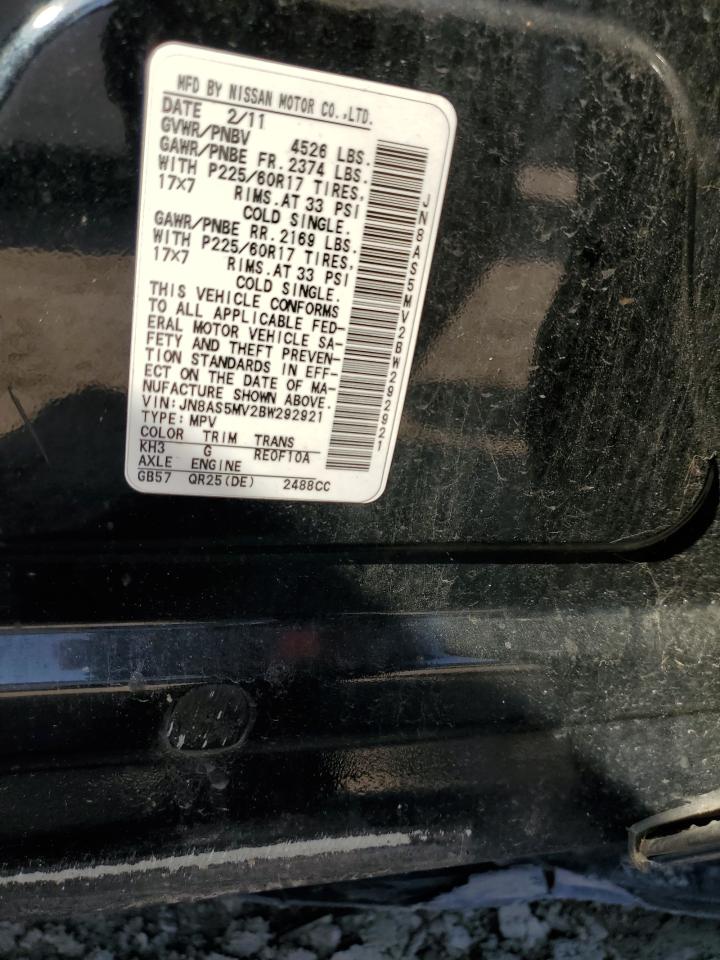 MFD BY NISSAN MOTOR CO.,LTD.
DATE 2/11
GVWR/PNBV 4526 LBS.
GAWR/PNBE FR. 2374 LBS.
WITH P225/60R17 TIRES,
17x7 RIMS.AT 33 PSI
COLD SINGLE.
GAWR/PNBE RR. 2169 LBS.
WITH P225/60R17 TIRES,
17x7 RIMS.AT 33 PSI
COLD SINGLE.
THIS VEHICLE CONFORMS
TO ALL APPLICABLE FED-
ERAL MOTOR VEHICLE SA-
FETY AND THEFT PREVEN-
TION STANDARDS IN EFF-
ECT ON THE DATE OF MA-
NUFACTURE SHOWN ABOVE.
VIN:JN8AS5MV2BW292921
TYPE: MPV
COLOR TRIM TRANS
KH3 G RE0F10A
AXLE ENGINE
GB57 QR25(DE) 2488CC
JN8AS5MV2BW292921